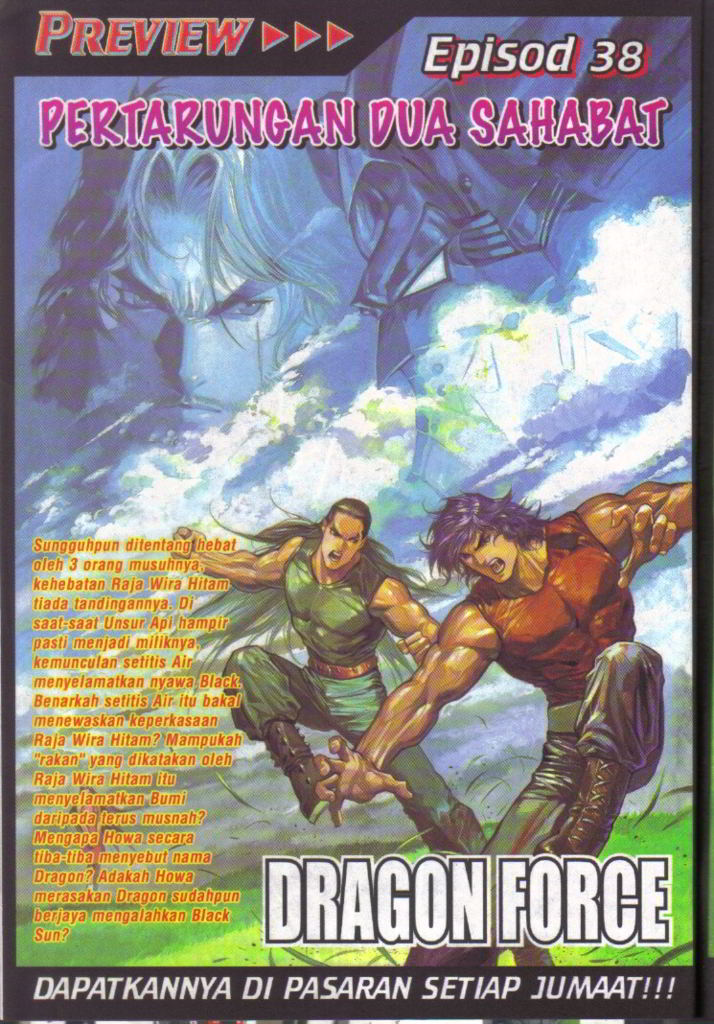 PREVIEW
Episod 38
PERTARUNGAN DUA SAHABAT
Sungguhpun ditentang hebat
oleh 3 orang musuhnya,
kehebatan Raja Wira Hitam
tiada tandingannya. Di
saat-saat Unsur Api hampir
pasti menjadi miliknya,
kemunculan setitis Air
menyelamatkan nyawa Black.
Benarkah setitis Air itu bakal
menewaskan keperkasaan
Raja Wira Hitam? Mampukah
"rakan" yang dikatakan oleh
Raja Wira Hitam itu
menyelamatkan Bumi
daripada terus musnah?
Mengapa Howa secara
tiba-tiba menyebut nama
Dragon? Adakah Howa
merasakan Dragon sudahpun
berjaya mengalahkan Black
Sun?
DRAGON FORCE
DAPATKANNYA DI PASARAN SETIAP JUMAAT!!!